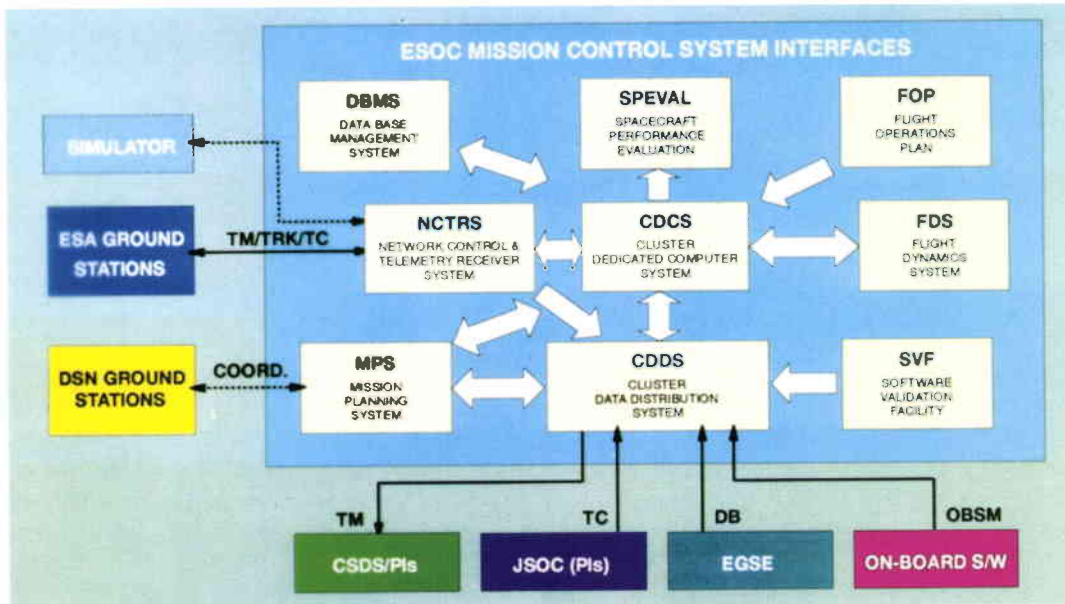 ESOC MISSION CONTROL SYSTEM INTERFACES
DBMS
DATA BASE
MANAGEMENT
SYSTEM
SPEVAL
SPACECRAFT
PERFORMANCE
EVALUATION
FOP
FLIGHT
OPERATIONS
PLAN
SIMULATOR
ESA GROUND
STATIONS
TM/TRK/TC
NCTRS
NETWORK CONTROL &
TELEMETRY RECEIVER
SYSTEM
CDCS
CLUSTER
DEDICATED COMPUTER
SYSTEM
FDS
FLIGHT
DYNAMICS
SYSTEM
DSN GROUND
STATIONS
COORD.
MPS
MISSION
PLANNING
SYSTEM
CDDS
CLUSTER
DATA DISTRIBUTION
SYSTEM
SVF
SOFTWARE
VALIDATION
FACILITY
TM
TC
DB
OBSM
CSDS/PIs
JSOC (PIs)
EGSE
ON-BOARD S/W